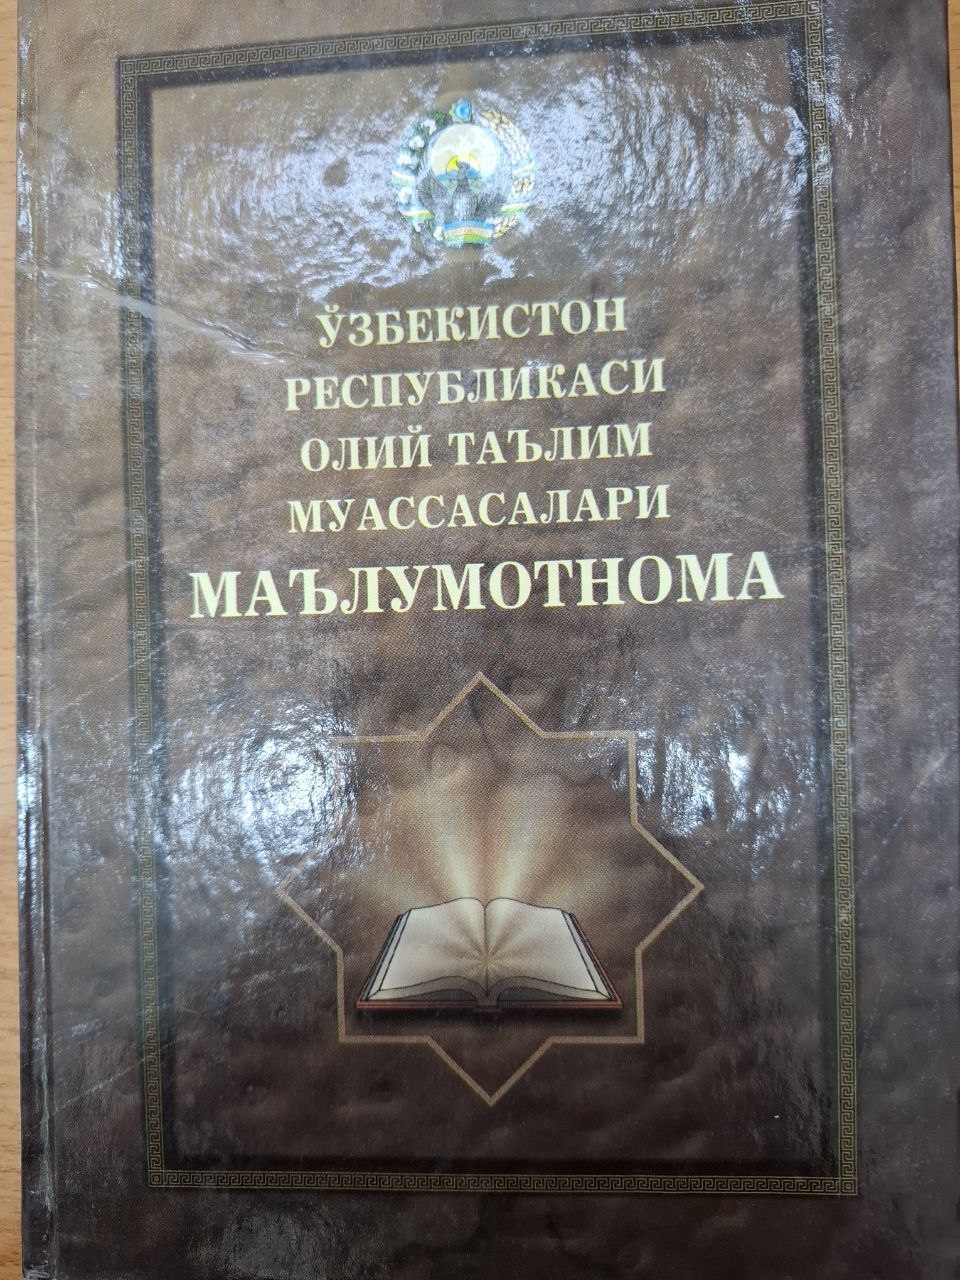 ЎЗБЕКИСТОН
РЕСПУБЛИКАСИ
ОЛИЙ ТАЪЛИМ
МУАССАСАЛАРИ
МАЪЛУМОТНОМА